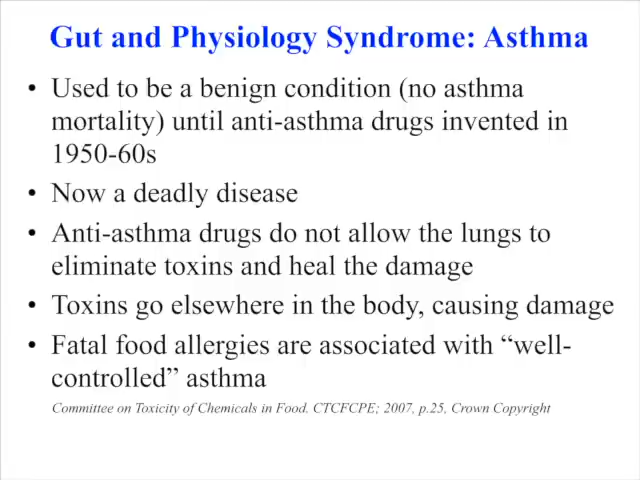 Gut and Physiology Syndrome: Asthma
• Used to be a benign condition (no asthma
mortality) until anti-asthma drugs invented in
1950-60s
• Now a deadly disease
• Anti-asthma drugs do not allow the lungs to
eliminate toxins and heal the damage
• Toxins go elsewhere in the body, causing damage
• Fatal food allergies are associated with “well-
controlled” asthma
Committee on Toxicity of Chemicals in Food. CTCFCPE; 2007, p.25, Crown Copyright